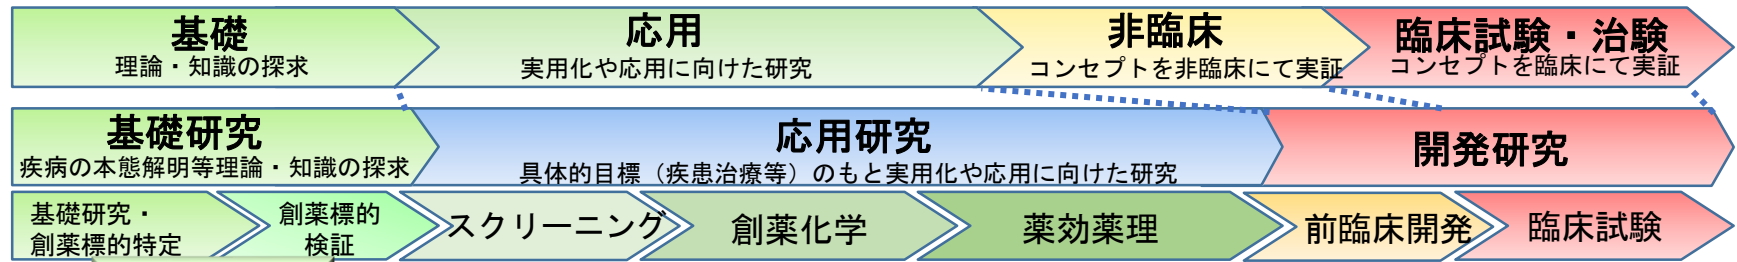 基礎
理論・知識の探求
応用
実用化や応用に向けた研究
非臨床
コンセプトを非臨床にて実証
臨床試験・治験
コンセプトを臨床にて実証
基礎研究
疾病の本態解明等理論・知識の探求
応用研究
具体的目標（疾患治療等）のもと実用化や応用に向けた研究
開発研究
基礎研究・
創薬標的特定
創薬標的
検証
スクリーニング
創薬化学
薬効薬理
前臨床開発
臨床試験